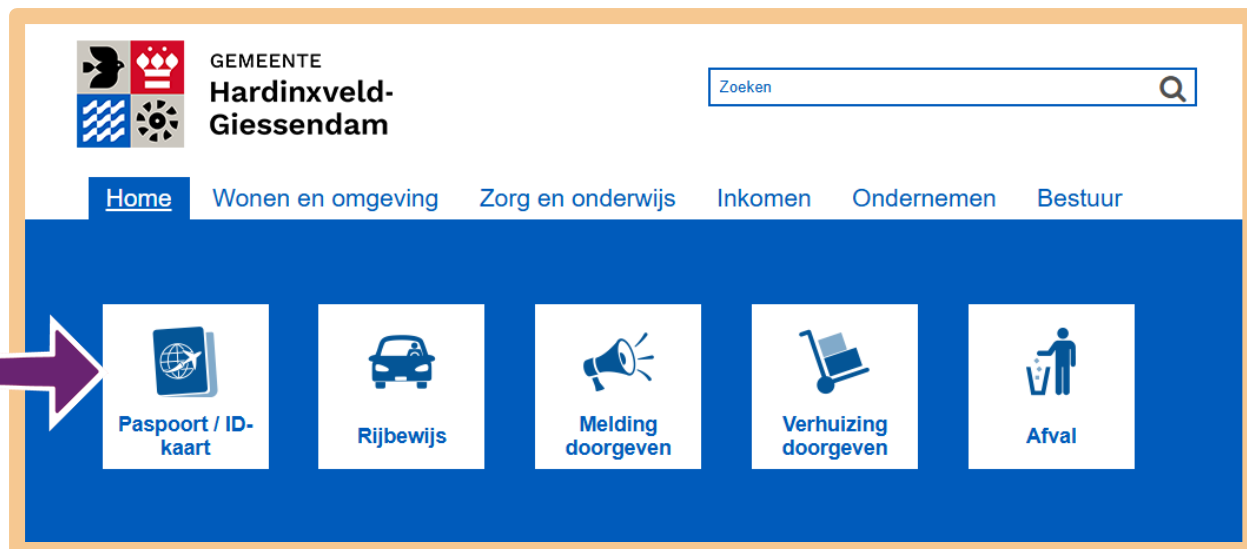 GEMEENTE
Hardinxveld-
Giessendam
Zoeken
Home Wonen en omgeving Zorg en onderwijs Inkomen Ondernemen Bestuur
Paspoort / ID-
kaart
Rijbewijs
Melding
doorgeven
Verhuizing
doorgeven
Afval